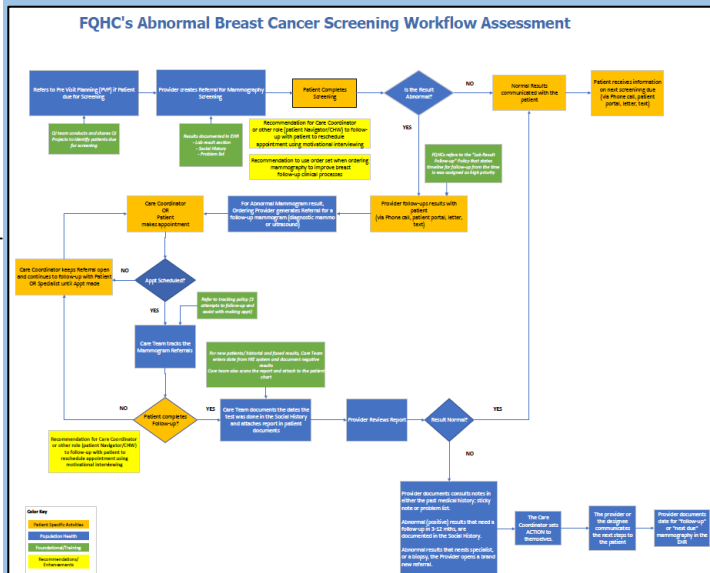 FQHC's Abnormal Breast Cancer Screening Workflow Assessment
Refers to Pre Visit Planning (PVP) if Patient
due for Screening
Provider creates Referral for Mammography
Screening
Patient Completes
Screening
Is the Result
Abnormal?
NO
Normal Results
communicated with the
patient
Patient receives information
on next screening due
(via Phone call, patient
portal, letter, text)
QI team conducts and shares QI
Projects to identify patients due
for screening
Results documented in EHR
- Lab result section
- Social History
- Problem list
Recommendation for Care Coordinator
or other role (patient Navigator/CHW) to follow-
up with patient to reschedule
appointment using motivational interviewing
Recommendation to use order set when ordering
mammography to improve breast
follow-up clinical processes
YES
FQHCs refers to the "Lab Result
Follow-up" Policy that states
timeline for follow-up from the time it
was assigned as high priority
Care Coordinator
OR
Patient
makes appointment
For Abnormal Mammogram result,
Ordering Provider generates Referral for a
follow-up mammogram (diagnostic mammo
or ultrasound)
Provider follow-ups results with
patient
(via Phone call, patient portal, letter,
text)
Care Coordinator keeps Referral open
and continues to follow-up with Patient
OR Specialist until Appt made
NO
Appt Scheduled?
YES
Refer to tracking policy (3
attempts to follow-up and
assist with making appt)
Care Team tracks the
Mammogram Referrals
For new patients/ historical and faxed results, Care Team
enters date from HIE system and document negative
results
Care team also scans the report and attach to the patient
chart
NO
Patient completes
Follow-up?
YES
Care Team documents the dates the
test was done in the Social History
and attaches report in patient
documents
Provider Reviews Report
Result Normal?
YES
NO
Recommendation for Care Coordinator
or other role (patient Navigator/CHW)
to follow-up with patient to
reschedule appointment using
motivational interviewing
Provider documents consults notes in
either the past medical history: sticky
note or problem list.
Abnormal (positive) results that need a
follow-up in 3-12 mths, are
documented in the Social History.
Abnormal results that needs specialist,
or a biopsy, the Provider opens a brand
new referral.
The Care
Coordinator sets
ACTION to
themselves.
The provider or
the designee
communicates the
next steps to
the patient
Provider documents
date for "Follow-up"
or "next due"
mammography in the
EHR
Color Key
Patient Specific Activities
Population Health
Foundational/Training
Recommendations/
Enhancements